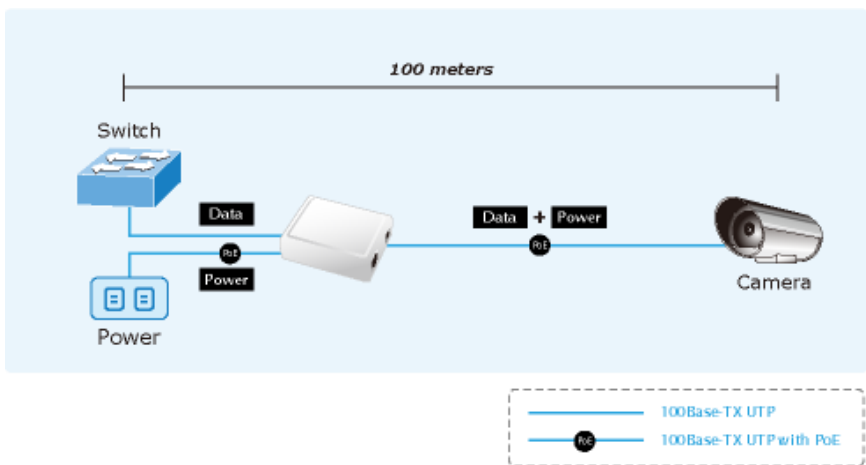 100 meters
Switch
Data
Data + Power
PoE
PoE
Power
Camera
Power
100Base-TX UTP
PoE
100Base-TX UTP with PoE